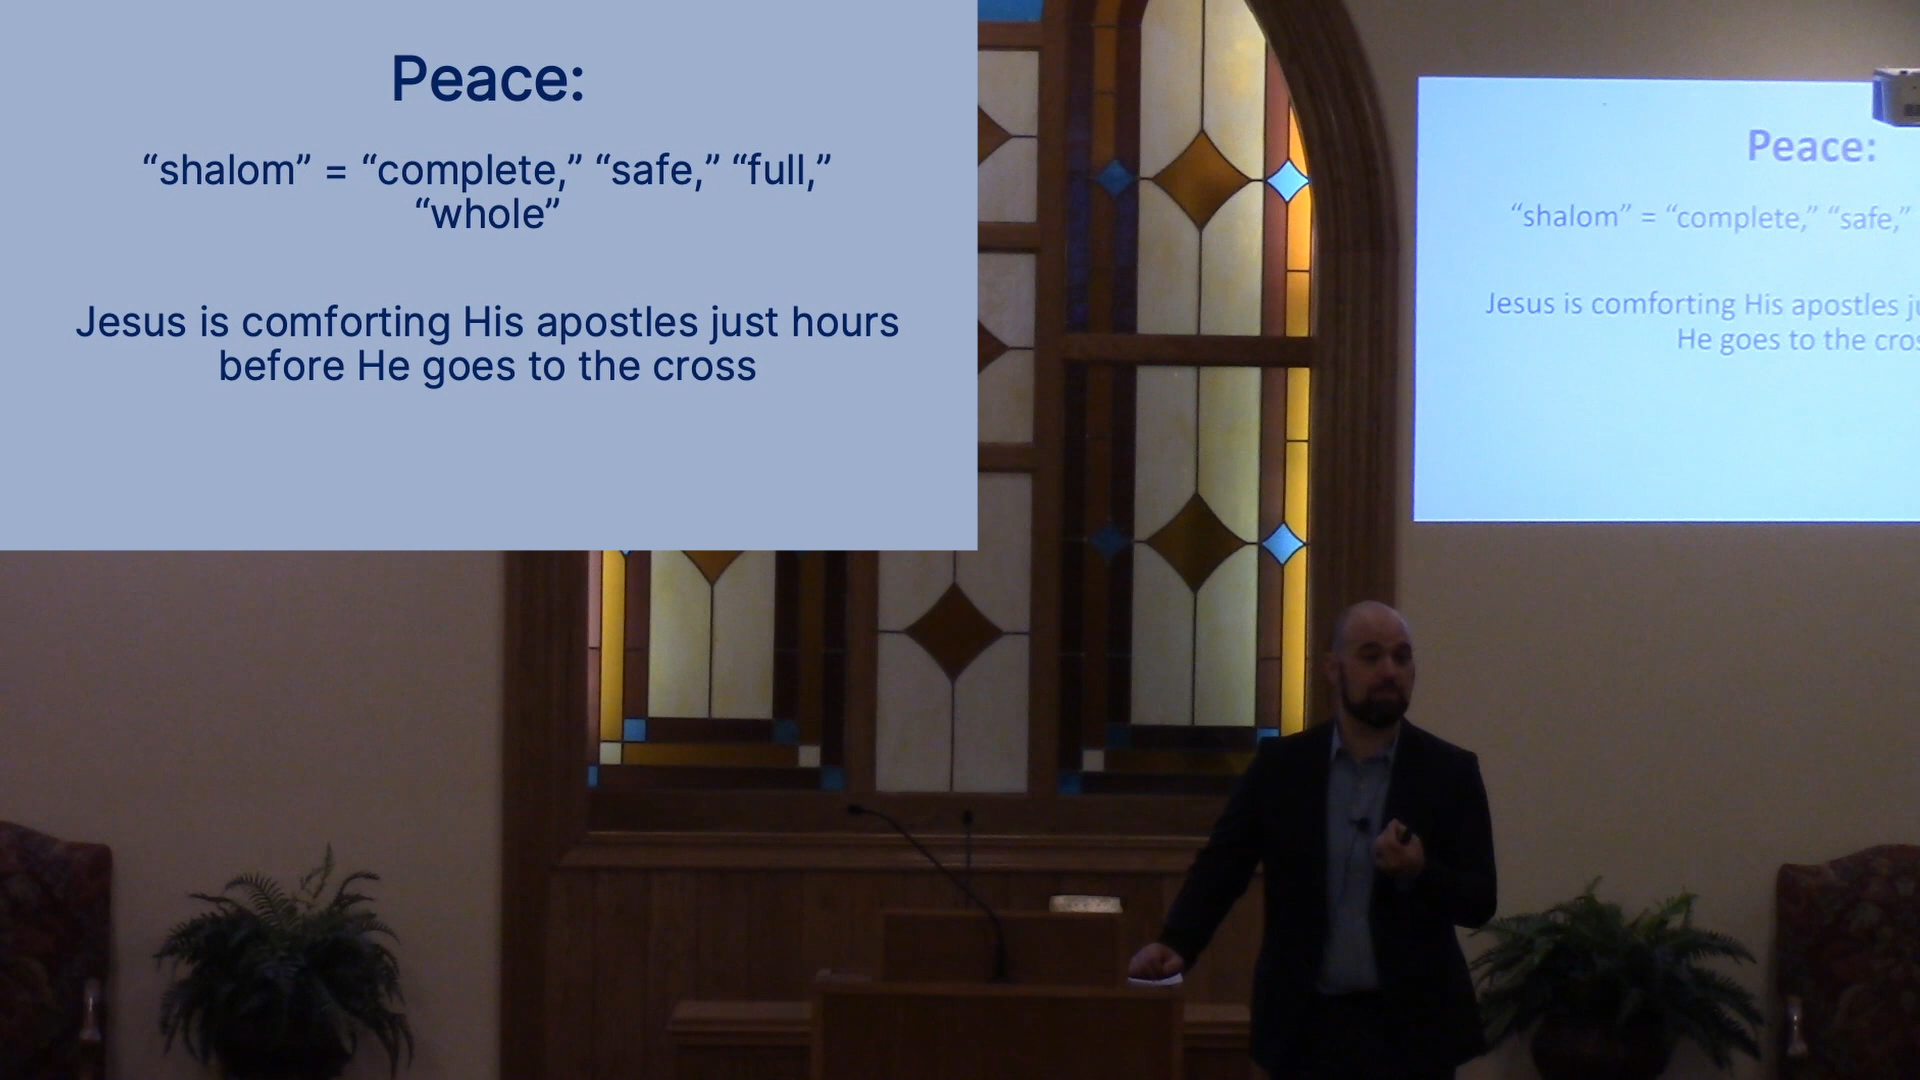 Peace:
“shalom” = “complete,” “safe,” “full,”
“whole”
Jesus is comforting His apostles just hours
before He goes to the cross
Peace:
“shalom” = “complete,” “safe,”
Jesus is comforting His apostles
He goes to the